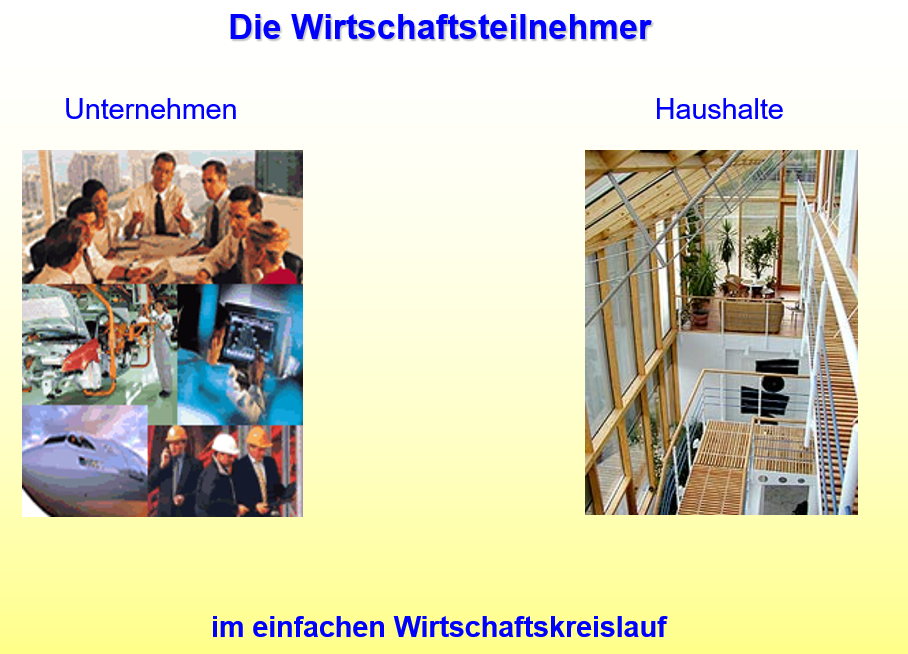 Die Wirtschaftsteilnehmer
Unternehmen
Haushalte
im einfachen Wirtschaftskreislauf